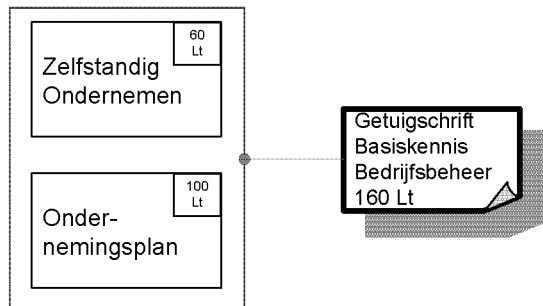 60
Lt
Zelfstandig
Ondernemen
100
Lt
Onder-
nemingsplan
Getuigschrift
Basiskennis
Bedrijfsbeheer
160 Lt